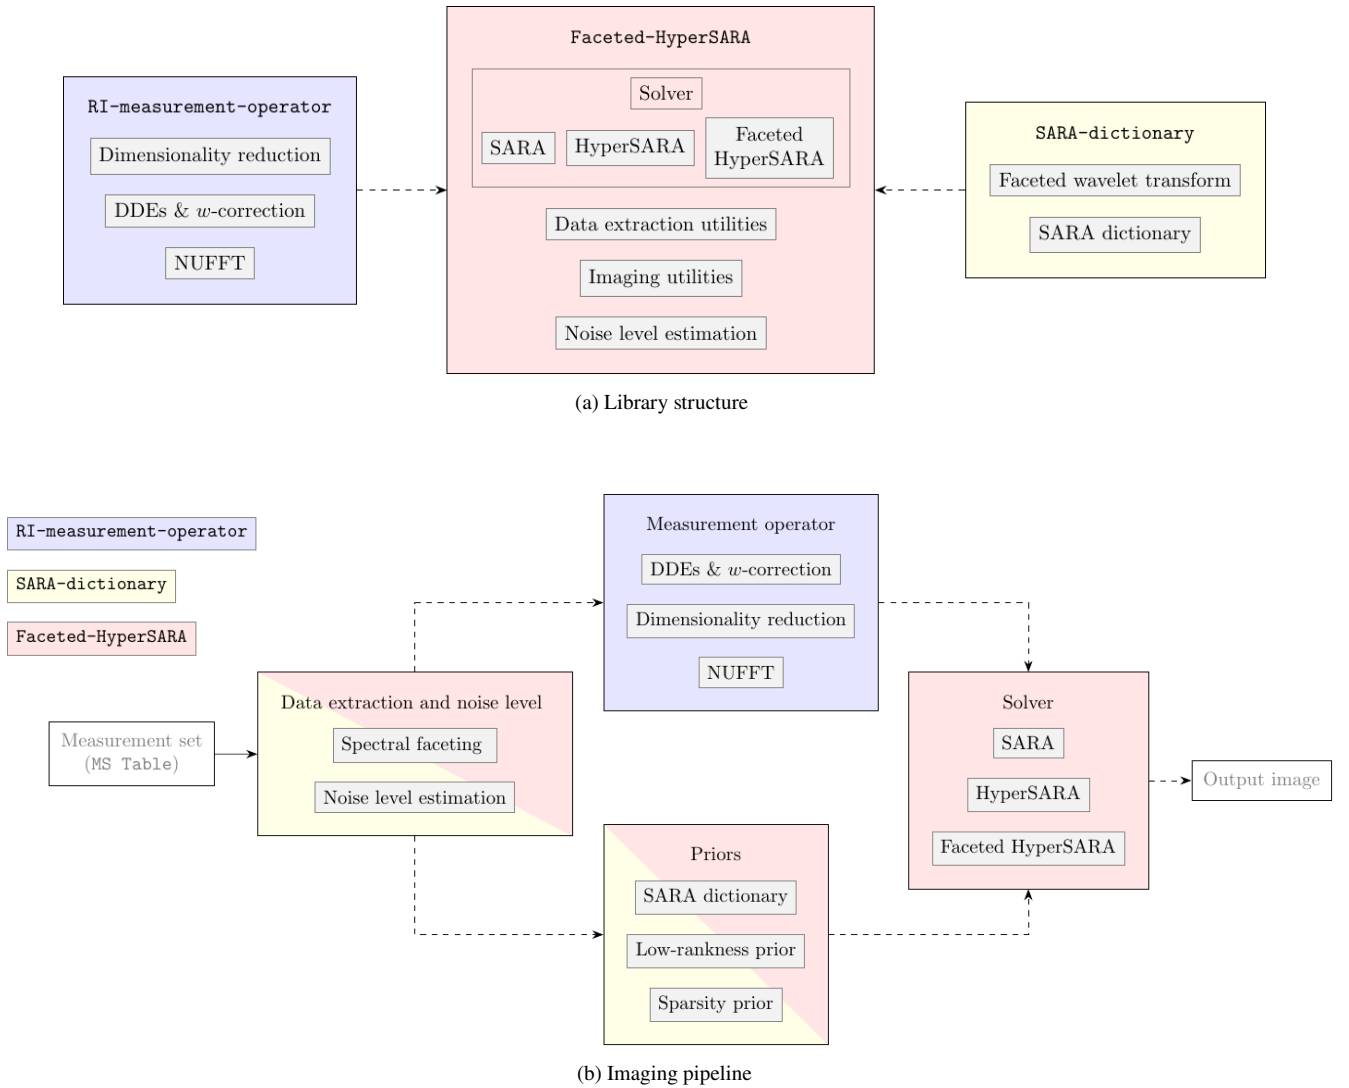 Faceted-HyperSARA
Solver
SARA
HyperSARA
Faceted
HyperSARA
Data extraction utilities
Imaging utilities
Noise level estimation
RI-measurement-operator
Dimensionality reduction
DDEs & w-correction
NUFFT
SARA-dictionary
Faceted wavelet transform
SARA dictionary
(a) Library structure
RI-measurement-operator
SARA-dictionary
Faceted-HyperSARA
Measurement set
(MS Table)
Data extraction and noise level
Spectral faceting
Noise level estimation
Measurement operator
DDEs & w-correction
Dimensionality reduction
NUFFT
Priors
SARA dictionary
Low-rankness prior
Sparsity prior
Solver
SARA
HyperSARA
Faceted HyperSARA
Output image
(b) Imaging pipeline